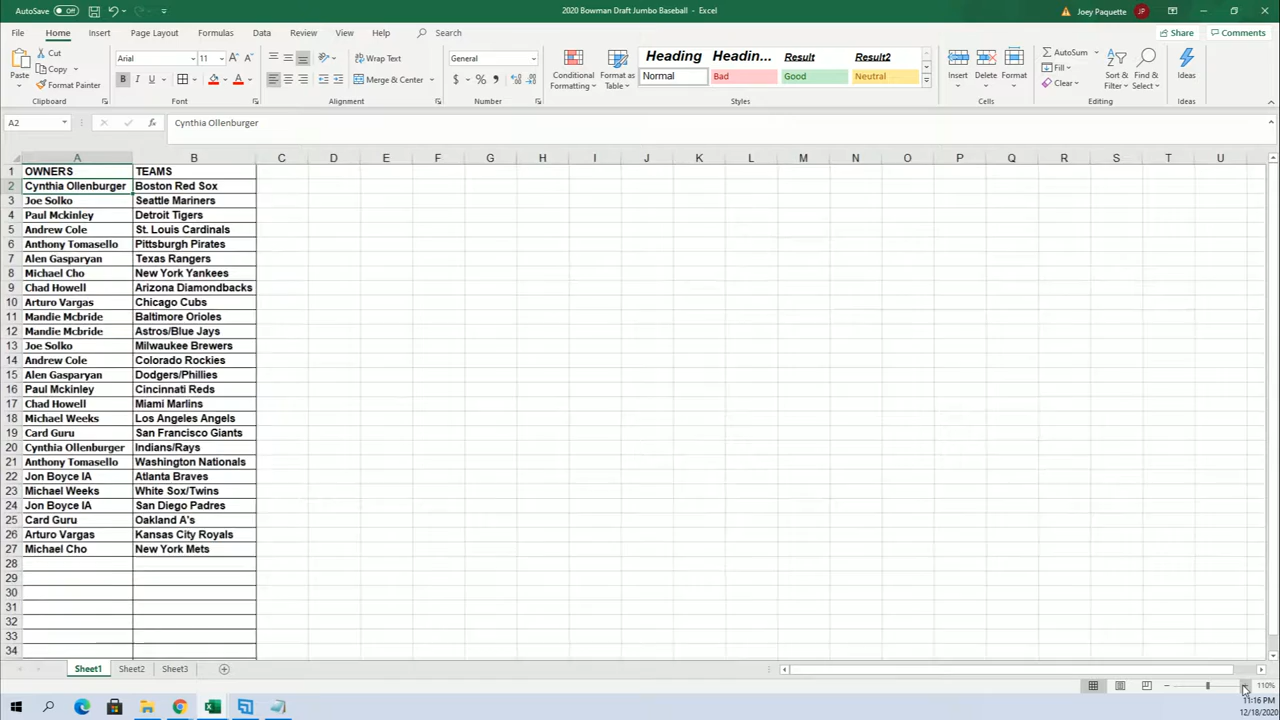 AutoSave Off 2020 Bowman Draft Jumbo Baseball - Excel Joey Paquette JP
File Home Insert Page Layout Formulas Data Review View Help Search Share Comments
Paste Cut Copy Format Painter Clipboard
Arial 11 A A B I U A Font
Merge & Center Alignment
General $ % Number
Conditional Formatting Format as Table
Heading Headin... Result Result2
Normal Bad Good Neutral
Styles
Insert Delete Format Cells
AutoSum Fill Clear Sort & Filter Find & Select Editing
Ideas Ideas
A2 fx Cynthia Ollenburger
A B C D E F G H I J K L M N O P Q R S T U
1 OWNERS TEAMS
2 Cynthia Ollenburger Boston Red Sox
3 Joe Solko Seattle Mariners
4 Paul Mckinley Detroit Tigers
5 Andrew Cole St. Louis Cardinals
6 Anthony Tomasello Pittsburgh Pirates
7 Alen Gasparyan Texas Rangers
8 Michael Cho New York Yankees
9 Chad Howell Arizona Diamondbacks
10 Arturo Vargas Chicago Cubs
11 Mandie Mcbride Baltimore Orioles
12 Mandie Mcbride Astros/Blue Jays
13 Joe Solko Milwaukee Brewers
14 Andrew Cole Colorado Rockies
15 Alen Gasparyan Dodgers/Phillies
16 Paul Mckinley Cincinnati Reds
17 Chad Howell Miami Marlins
18 Michael Weeks Los Angeles Angels
19 Card Guru San Francisco Giants
20 Cynthia Ollenburger Indians/Rays
21 Anthony Tomasello Washington Nationals
22 Jon Boyce IA Atlanta Braves
23 Michael Weeks White Sox/Twins
24 Jon Boyce IA San Diego Padres
25 Card Guru Oakland A's
26 Arturo Vargas Kansas City Royals
27 Michael Cho New York Mets
28
29
30
31
32
33
34
Sheet1 Sheet2 Sheet3
110%
11:16 PM
12/18/2020